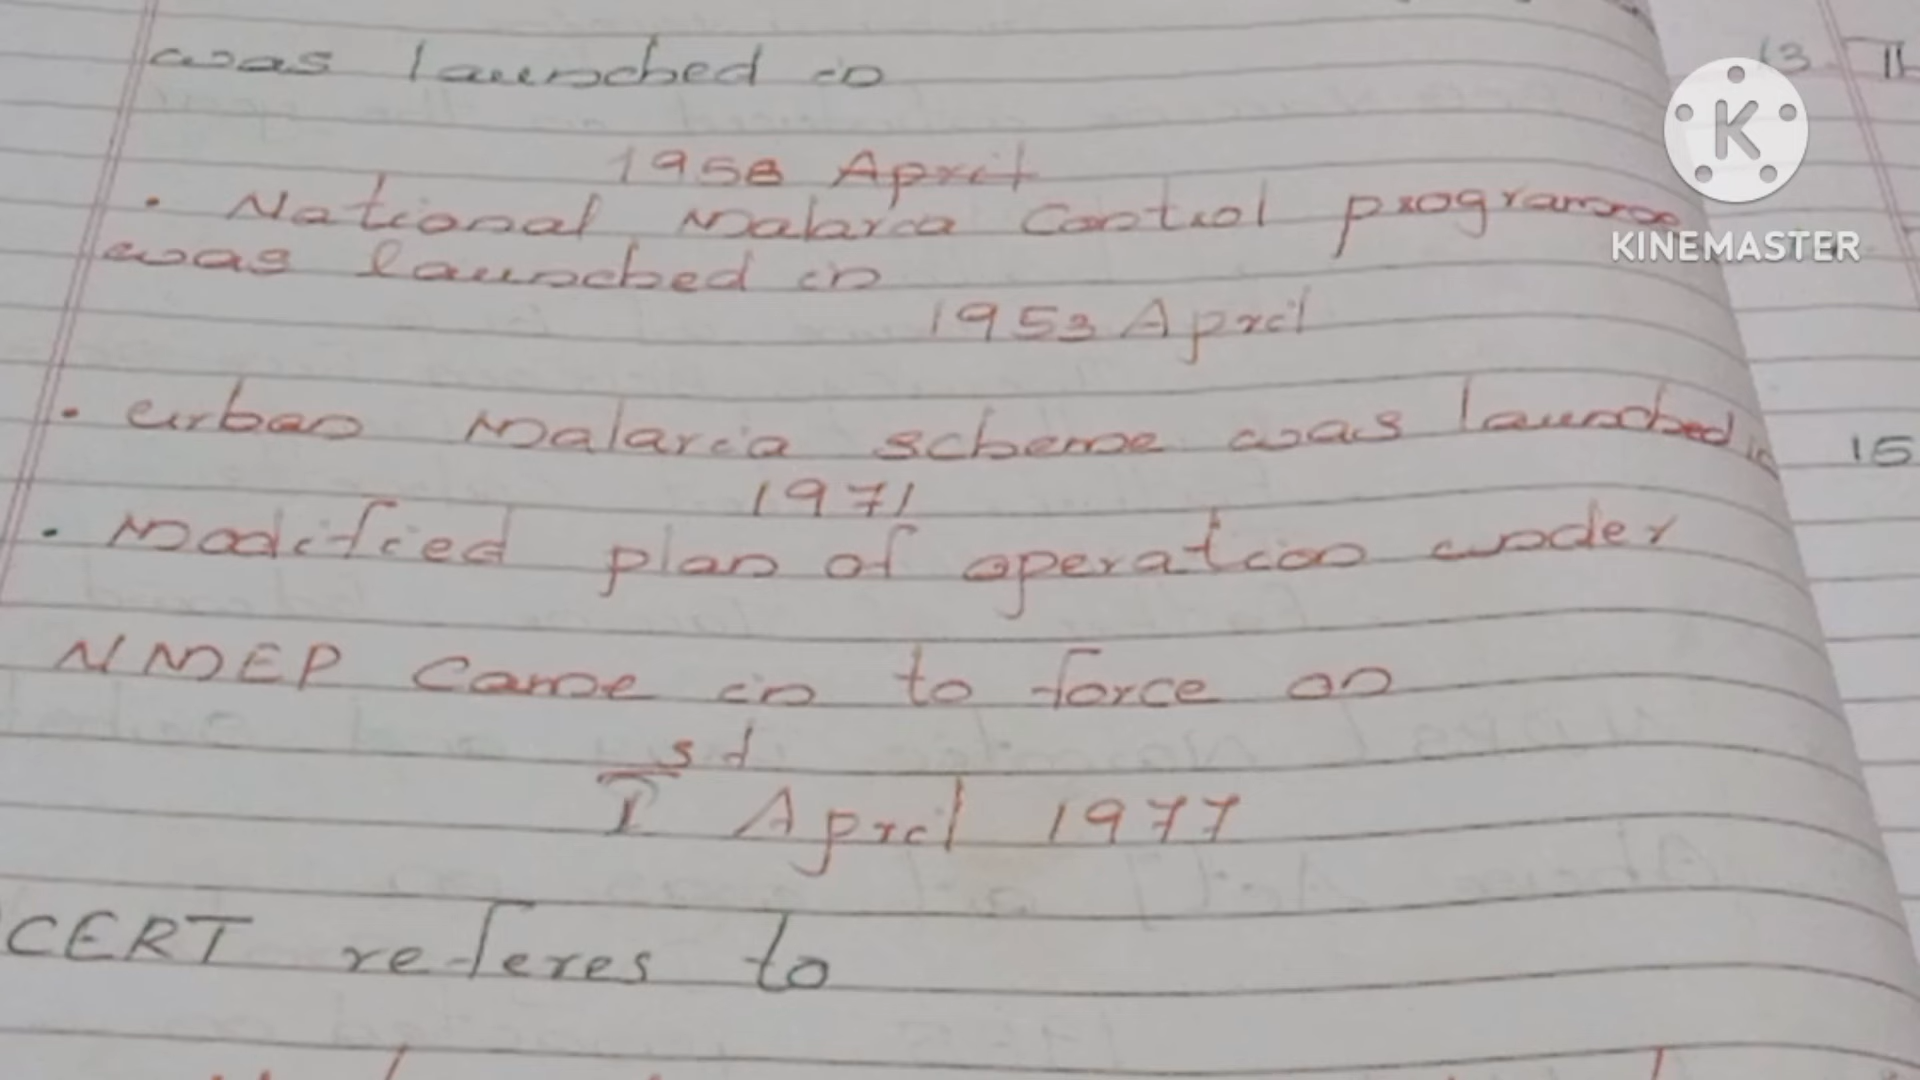 was launched in
1958 April
• National Malaria Control programme
was launched in
1953 April
• urban Malaria scheme was launched in
1971
• Modified plan of operation under
NMEP Came in to force on
1st April 1977
CERT referes to
13
15
KINEMASTER